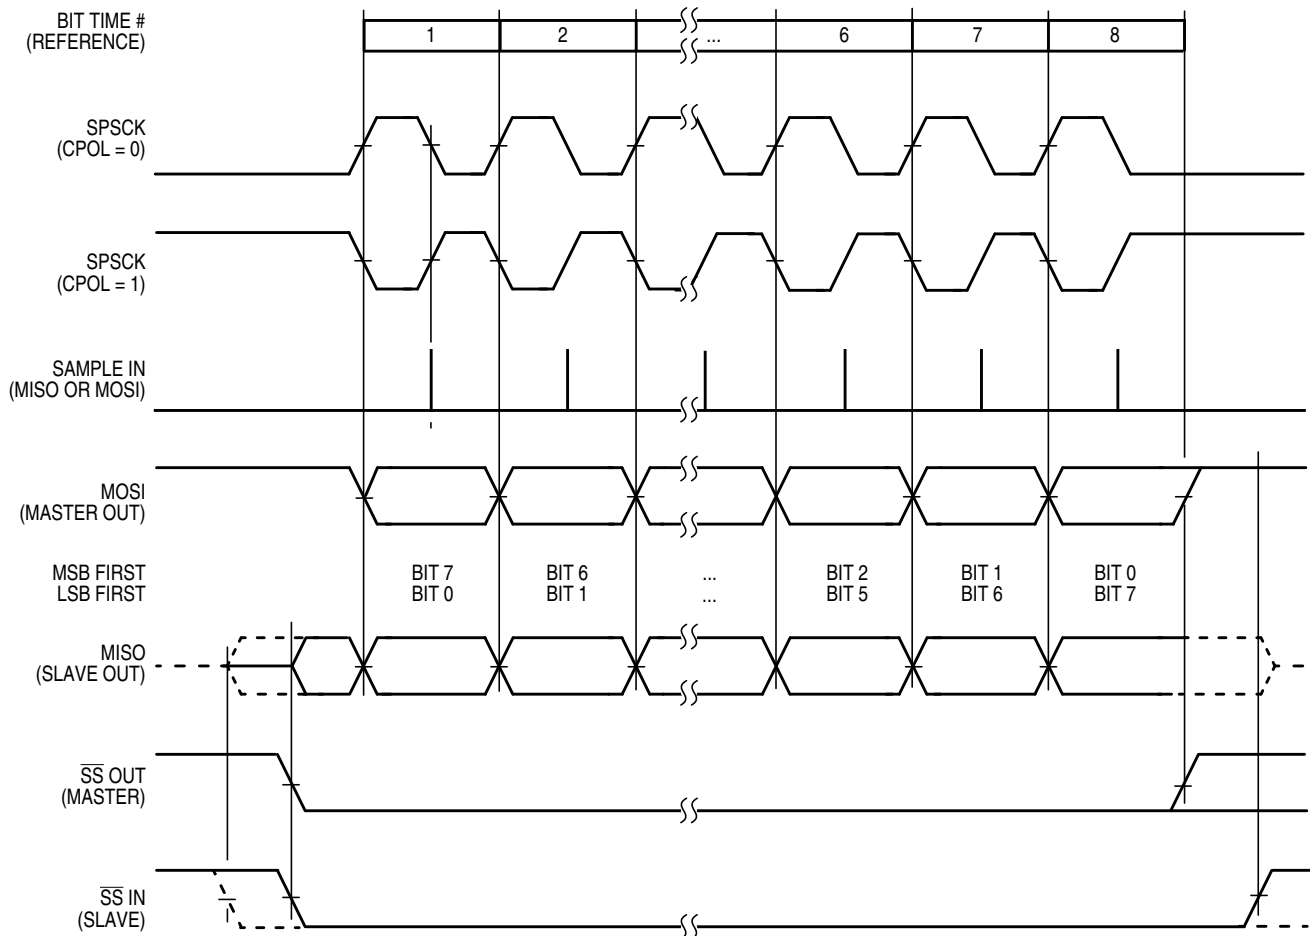 BIT TIME #
(REFERENCE)
1 2 ... 6 7 8
SPSCK
(CPOL = 0)
SPSCK
(CPOL = 1)
SAMPLE IN
(MISO OR MOSI)
MOSI
(MASTER OUT)
MSB FIRST BIT 7 BIT 6 ... BIT 2 BIT 1 BIT 0
LSB FIRST BIT 0 BIT 1 ... BIT 5 BIT 6 BIT 7
MISO
(SLAVE OUT)
S̅S̅ OUT
(MASTER)
S̅S̅ IN
(SLAVE)